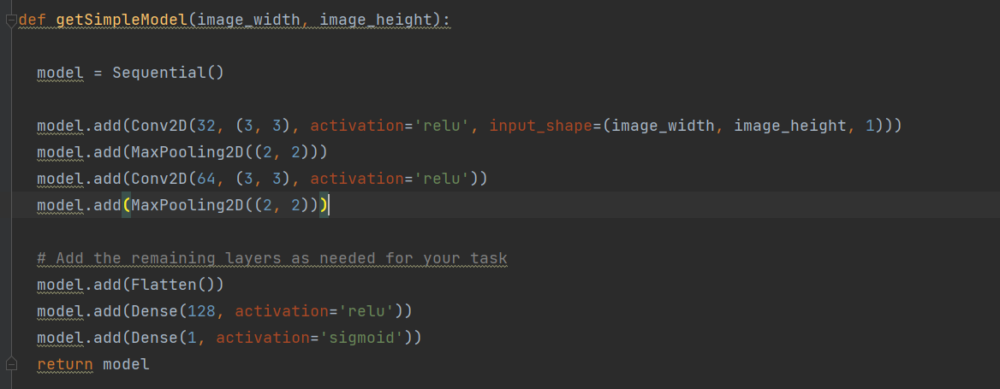 def getSimpleModel(image_width, image_height):
model = Sequential()
model.add(Conv2D(32, (3, 3), activation='relu', input_shape=(image_width, image_height, 1)))
model.add(MaxPooling2D((2, 2)))
model.add(Conv2D(64, (3, 3), activation='relu'))
model.add(MaxPooling2D((2, 2)))
# Add the remaining layers as needed for your task
model.add(Flatten())
model.add(Dense(128, activation='relu'))
model.add(Dense(1, activation='sigmoid'))
return model